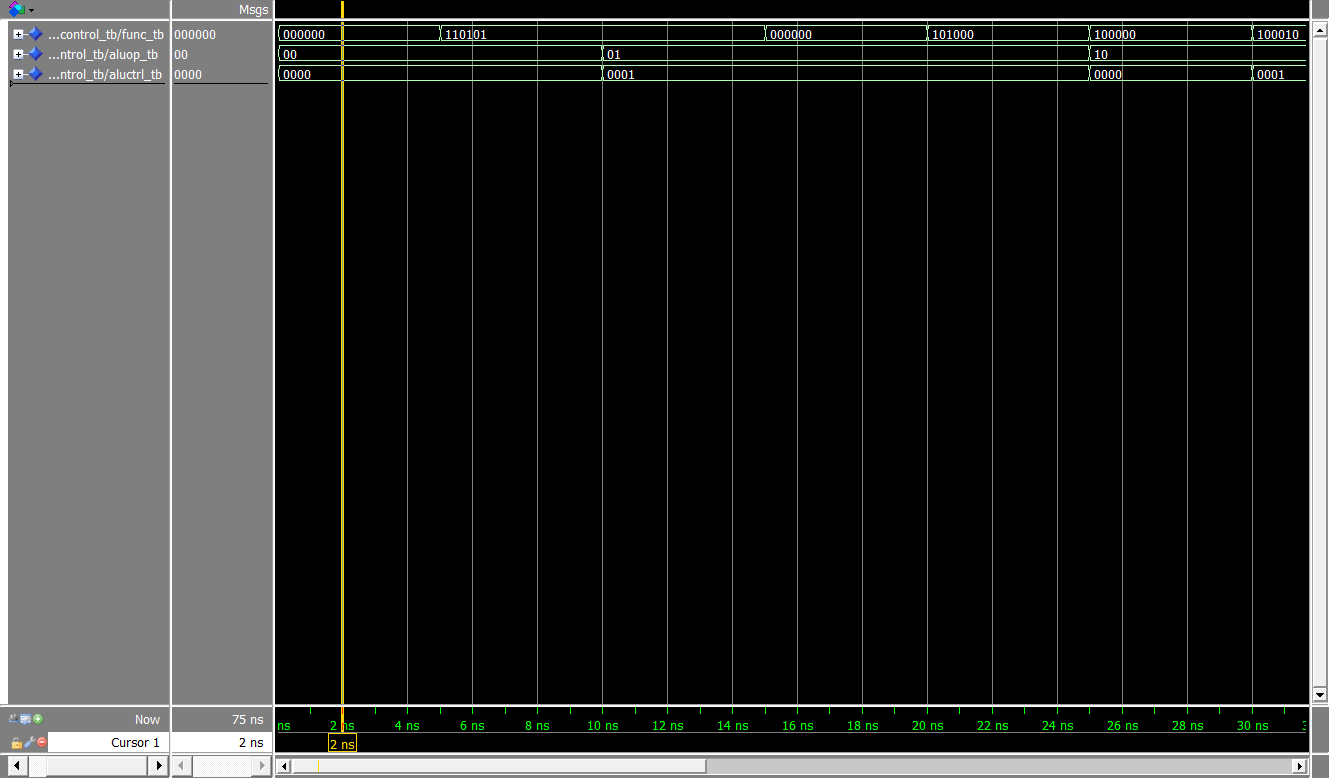 Msgs
...control_tb/func_tb 000000 000000 110101 000000 101000 100000 100010
...ntrol_tb/aluop_tb 00 00 01 10
...ntrol_tb/aluctrl_tb 0000 0000 0001 0000 0001
Now 75 ns ns 2 ns 4 ns 6 ns 8 ns 10 ns 12 ns 14 ns 16 ns 18 ns 20 ns 22 ns 24 ns 26 ns 28 ns 30 ns
Cursor 1 2 ns 2 ns